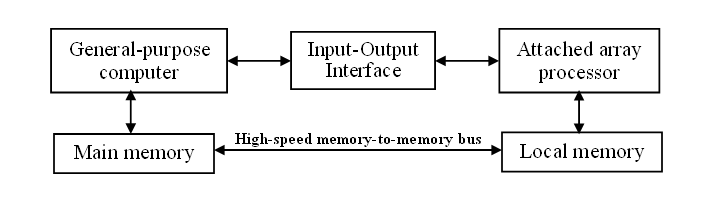 General-purpose
computer
Input-Output
Interface
Attached array
processor
Main memory
High-speed memory-to-memory bus
Local memory